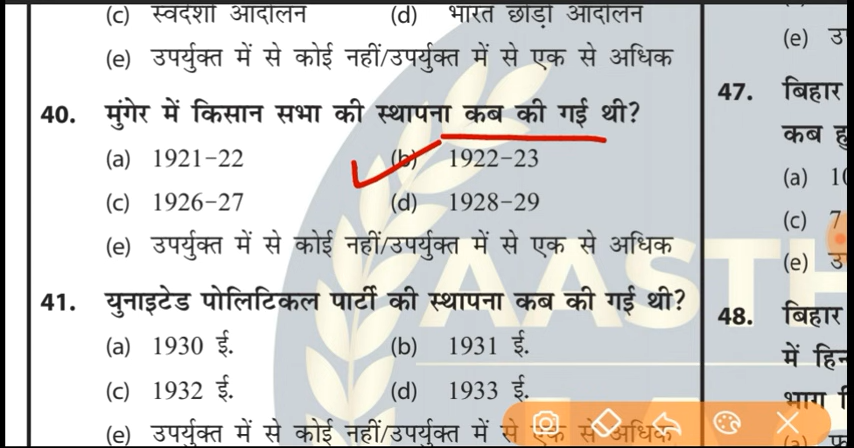 (c) स्वदेशी आंदोलन (d) भारत छोड़ो आंदोलन
(e) उपर्युक्त में से कोई नहीं/उपर्युक्त में से एक से अधिक
40. मुंगेर में किसान सभा की स्थापना कब की गई थी?
(a) 1921-22 (b) 1922-23
(c) 1926-27 (d) 1928-29
(e) उपर्युक्त में से कोई नहीं/उपर्युक्त में से एक से अधिक
41. युनाइटेड पोलिटिकल पार्टी की स्थापना कब की गई थी?
(a) 1930 ई. (b) 1931 ई.
(c) 1932 ई. (d) 1933 ई.
(e) उपर्युक्त में से कोई नहीं/उपर्युक्त में से एक से अधिक
(e)
47. बिहार
कब
(a)
(c) 7
(e)
48. बिहार
में
भाग
(a)
AASTH